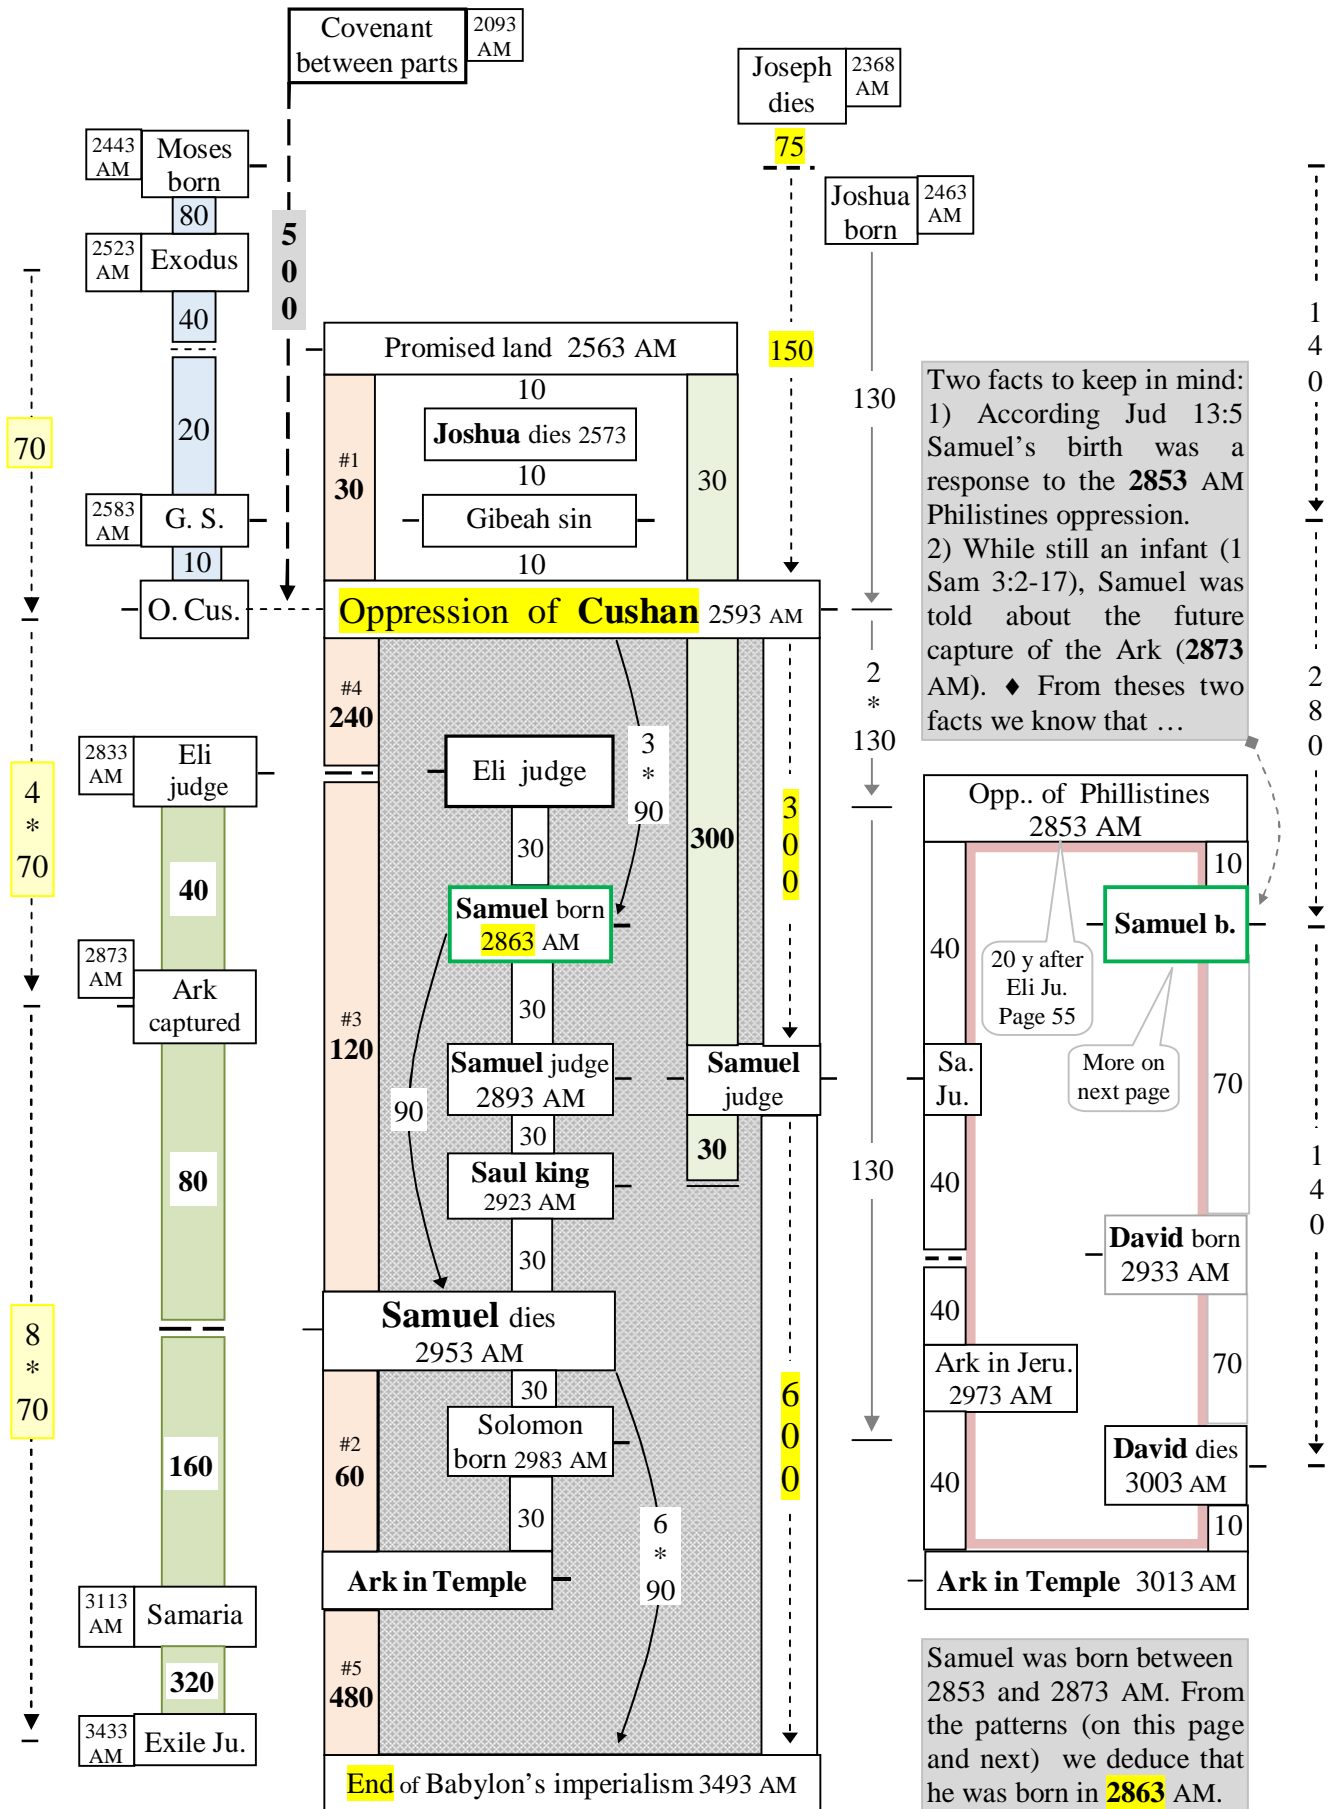 Covenant
between parts
2093
AM
Joseph
dies
2368
AM
75
2443
AM
Moses
born
80
2523
AM
Exodus
40
20
2583
AM
G. S.
10
O. Cus.
70
4
*
70
8
*
70
5
0
0
Joshua
born
2463
AM
150
130
Promised land 2563 AM
10
Joshua dies 2573
10
Gibeah sin
10
#1
30
30
Oppression of Cushan 2593 AM
#4
240
3
*
90
2
*
130
Two facts to keep in mind:
1) According Jud 13:5
Samuel’s birth was a
response to the 2853 AM
Philistines oppression.
2) While still an infant (1
Sam 3:2-17), Samuel was
told about the future
capture of the Ark (2873
AM). ♦ From theses two
facts we know that …
1
4
0
2
8
0
1
4
0
2833
AM
Eli
judge
40
2873
AM
Ark
captured
80
160
3113
AM
Samaria
320
3433
AM
Exile Ju.
Eli judge
30
Samuel born
2863 AM
30
#3
120
90
Samuel judge
2893 AM
30
Saul king
2923 AM
30
Samuel dies
2953 AM
30
Solomon
born 2983 AM
30
#2
60
Ark in Temple
#5
480
6
*
90
End of Babylon’s imperialism 3493 AM
300
Samuel
judge
30
3
0
0
6
0
0
130
Opp.. of Phillistines
2853 AM
10
Samuel b.
40
20 y after
Eli Ju.
Page 55
More on
next page
Sa.
Ju.
70
40
David born
2933 AM
40
Ark in Jeru.
2973 AM
70
David dies
3003 AM
40
10
Ark in Temple 3013 AM
Samuel was born between
2853 and 2873 AM. From
the patterns (on this page
and next) we deduce that
he was born in 2863 AM.